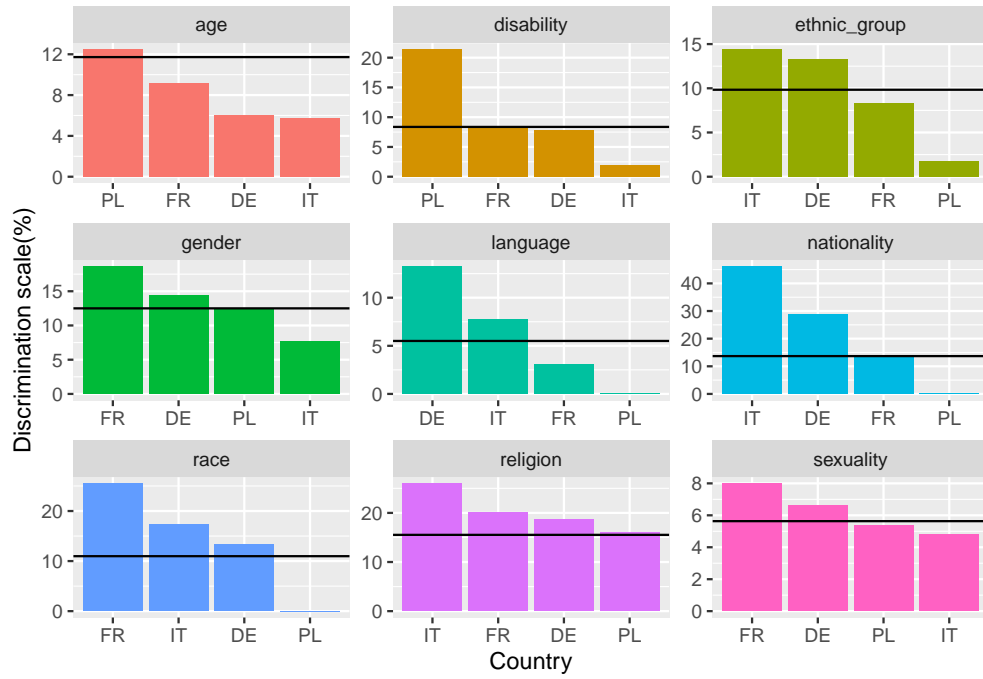 age
disability
ethnic_group
12
8
4
0
20
15
10
5
0
15
10
5
0
PL FR DE IT
PL FR DE IT
IT DE FR PL
gender
language
nationality
15
10
5
0
10
5
0
40
30
20
10
0
FR DE PL IT
DE IT FR PL
IT DE FR PL
race
religion
sexuality
20
10
0
20
10
0
8
6
4
2
0
FR IT DE PL
IT FR DE PL
FR DE PL IT
Discrimination scale(%)
Country